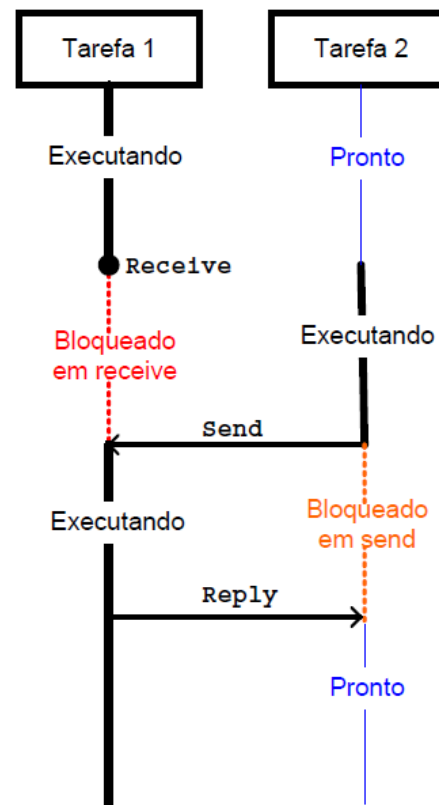 Tarefa 1
Tarefa 2
Executando
Pronto
Receive
Bloqueado
em receive
Executando
Send
Executando
Bloqueado
em send
Reply
Pronto